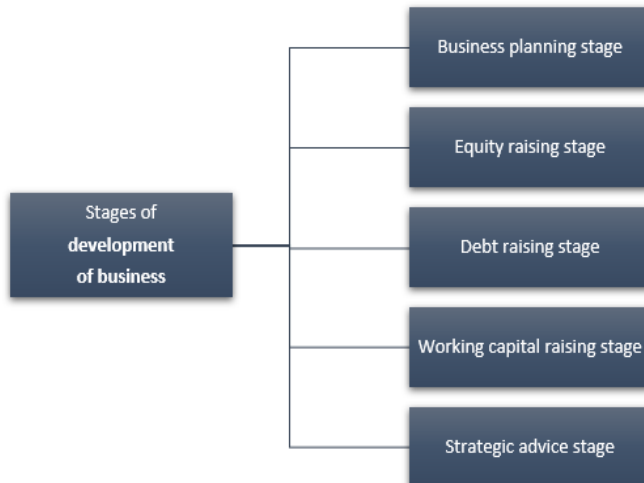 Stages of
development
of business
Business planning stage
Equity raising stage
Debt raising stage
Working capital raising stage
Strategic advice stage